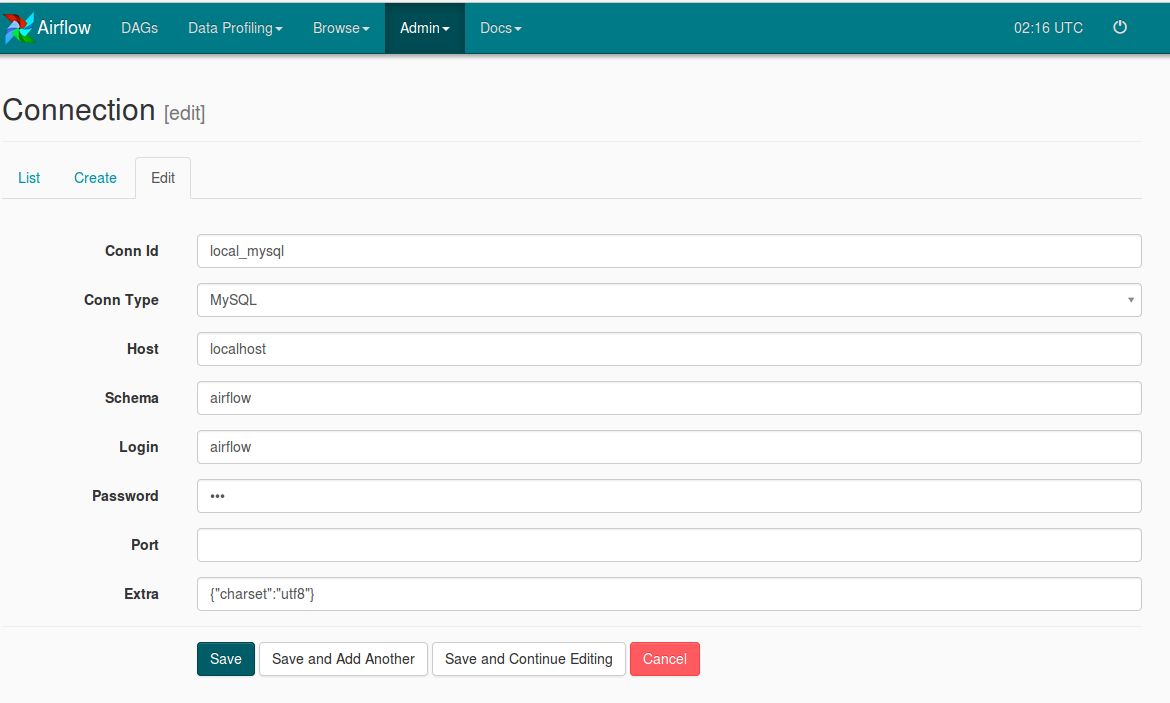 Airflow DAGs Data Profiling Browse Admin Docs 02:16 UTC
Connection [edit]
List Create Edit
Conn Id local_mysql
Conn Type MySQL
Host localhost
Schema airflow
Login airflow
Password •••
Port
Extra {"charset":"utf8"}
Save Save and Add Another Save and Continue Editing Cancel